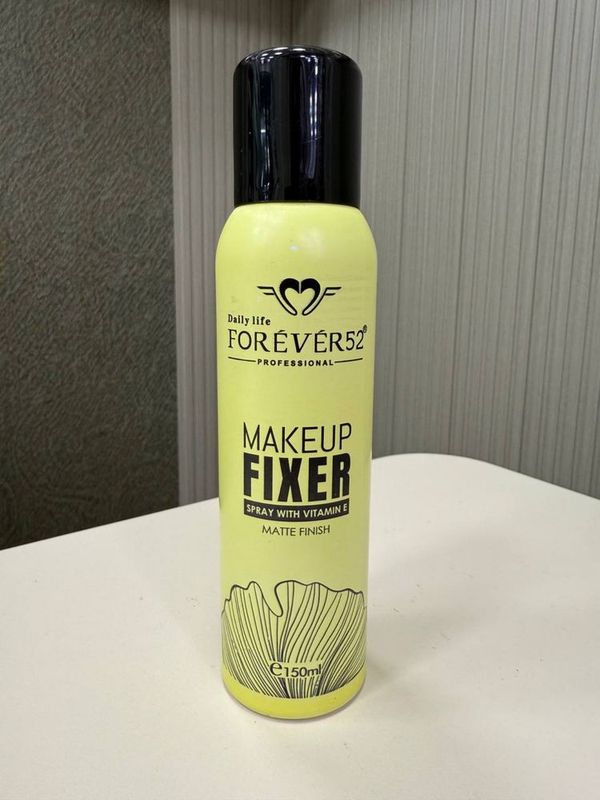 Daily life
FORÉVÉR52®
PROFESSIONAL
MAKEUP
FIXER
SPRAY WITH VITAMIN E
MATTE FINISH
℮150ml